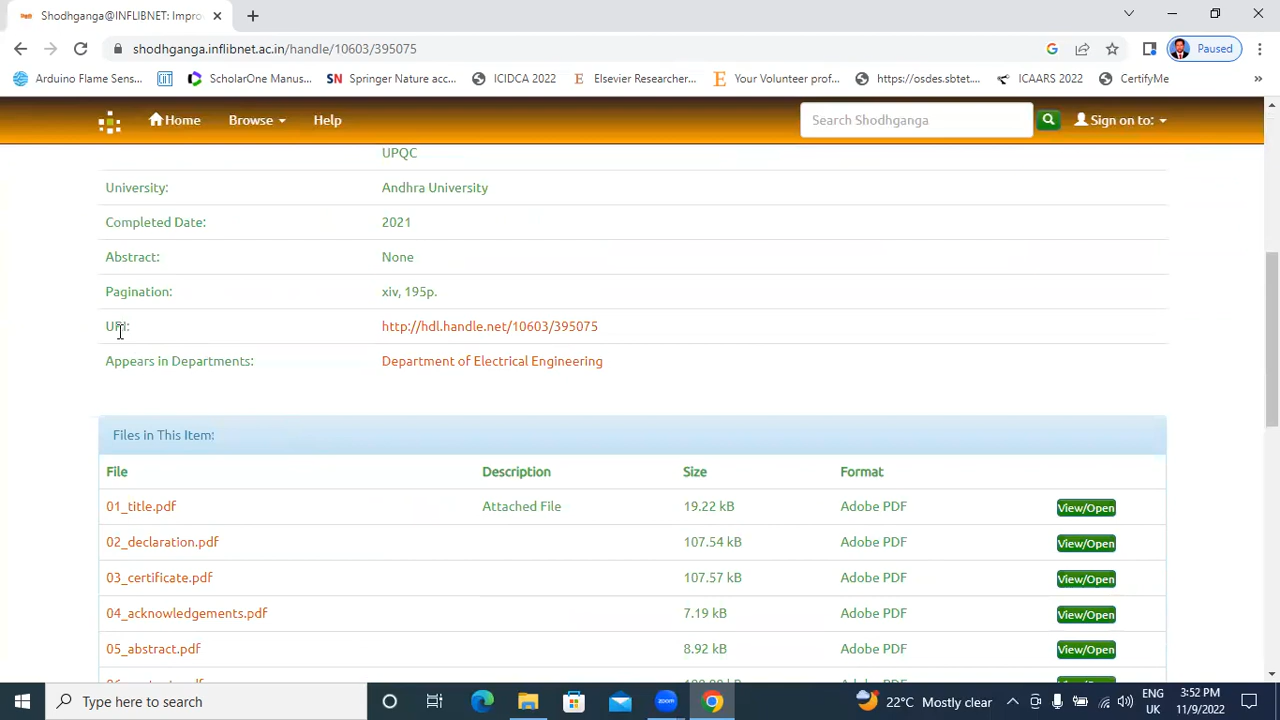 Shodhganga@INFLIBNET: Impro
shodhganga.inflibnet.ac.in/handle/10603/395075
Paused
Arduino Flame Sens...
ScholarOne Manus...
SN Springer Nature acc...
ICIDCA 2022
E Elsevier Researcher...
E Your Volunteer prof...
https://osdes.sbtet....
ICAARS 2022
CertifyMe
»
Home
Browse
Help
Search Shodhganga
Sign on to:
UPQC
University: Andhra University
Completed Date: 2021
Abstract: None
Pagination: xiv, 195p.
URI: http://hdl.handle.net/10603/395075
Appears in Departments: Department of Electrical Engineering
Files in This Item:
File Description Size Format
01_title.pdf Attached File 19.22 kB Adobe PDF View/Open
02_declaration.pdf 107.54 kB Adobe PDF View/Open
03_certificate.pdf 107.57 kB Adobe PDF View/Open
04_acknowledgements.pdf 7.19 kB Adobe PDF View/Open
05_abstract.pdf 8.92 kB Adobe PDF View/Open
Type here to search
zoom
22°C Mostly clear
ENG
UK
3:52 PM
11/9/2022